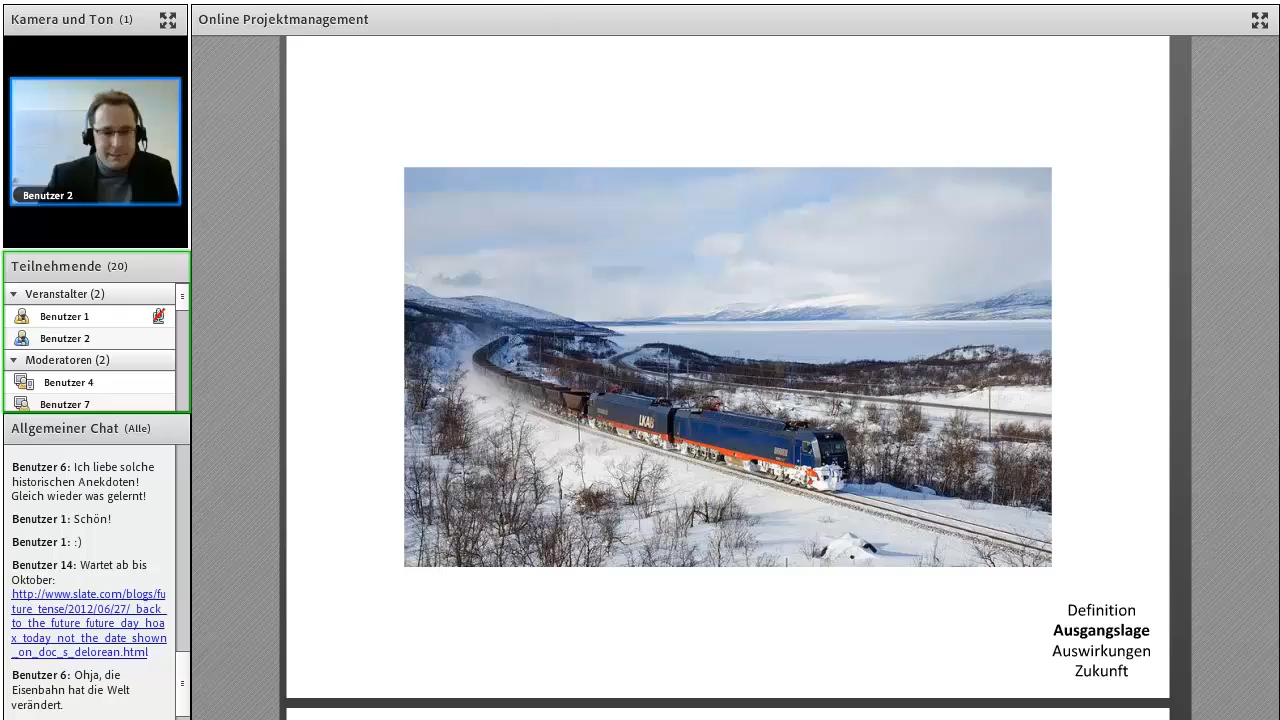 Kamera und Ton (1)
Benutzer 2
Teilnehmende (20)
Veranstalter (2)
Benutzer 1
Benutzer 2
Moderatoren (2)
Benutzer 4
Benutzer 7
Allgemeiner Chat (Alle)
Benutzer 6: Ich liebe solche
historischen Anekdoten!
Gleich wieder was gelernt!
Benutzer 1: Schön!
Benutzer 1: :)
Benutzer 14: Wartet ab bis
Oktober:
http://www.slate.com/blogs/fu
ture_tense/2012/06/27/_back_
to_the_future_future_day_hoa
x_today_not_the_date_shown
_on_doc_s_delorean.html
Benutzer 6: Ohja, die
Eisenbahn hat die Welt
verändert.
Online Projektmanagement
LKAB
Definition
Ausgangslage
Auswirkungen
Zukunft